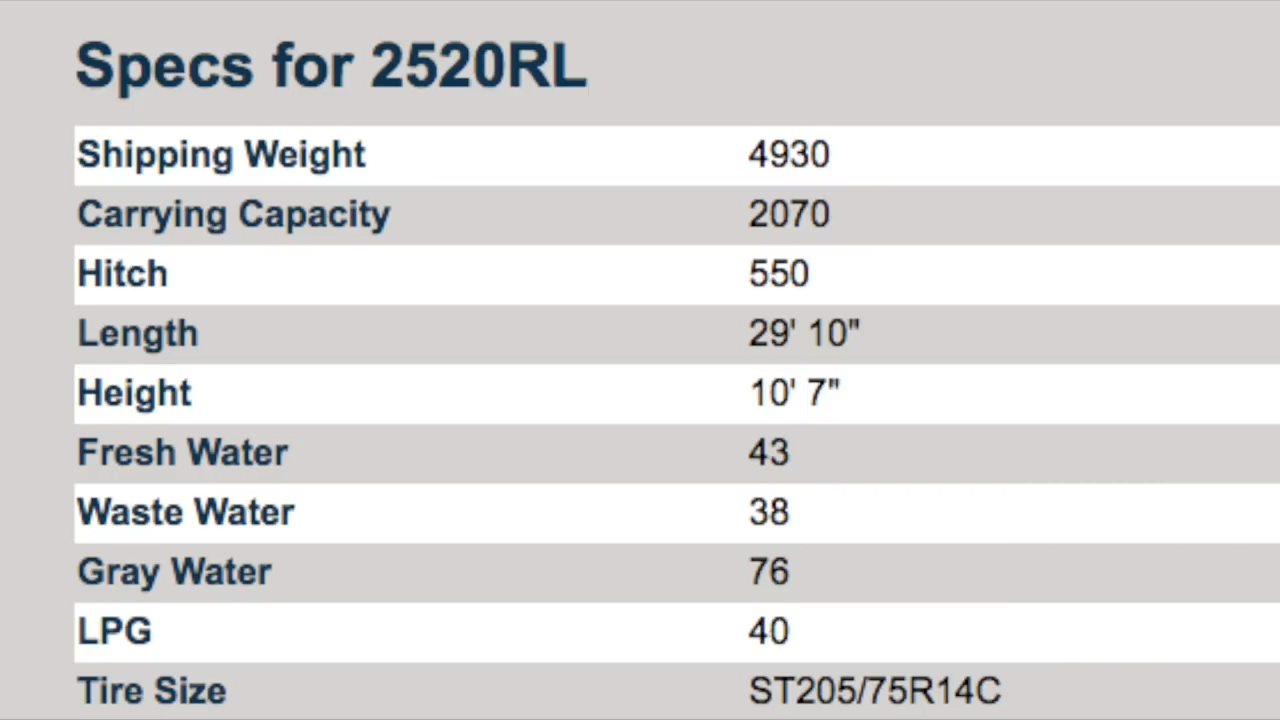 Specs for 2520RL
Shipping Weight 4930
Carrying Capacity 2070
Hitch 550
Length 29' 10"
Height 10' 7"
Fresh Water 43
Waste Water 38
Gray Water 76
LPG 40
Tire Size ST205/75R14C